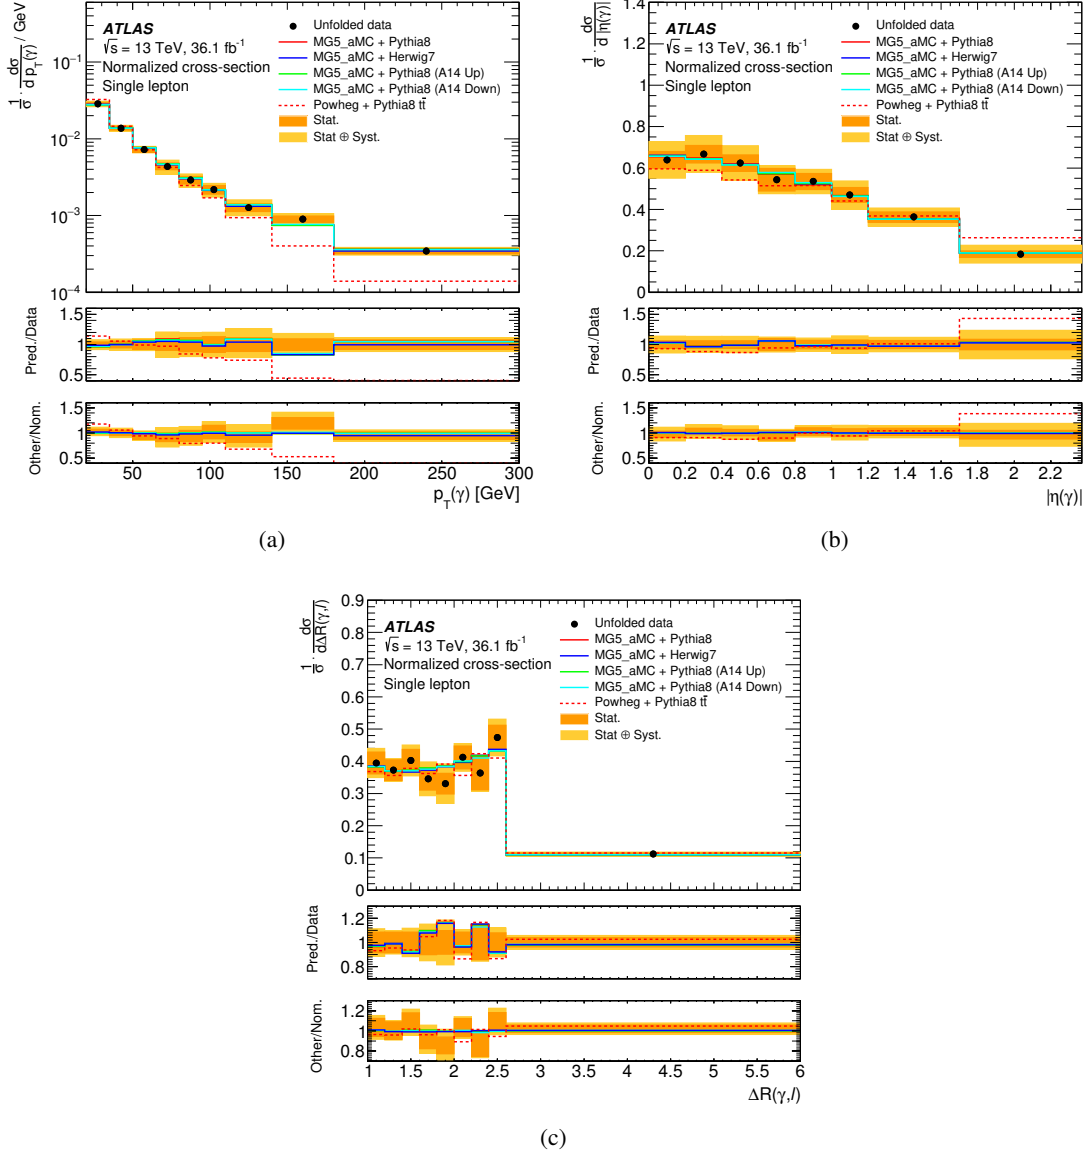 1/σ · dσ/d p_T(γ) / GeV
ATLAS
√s = 13 TeV, 36.1 fb⁻¹
Normalized cross-section
Single lepton
Unfolded data
MG5_aMC + Pythia8
MG5_aMC + Herwig7
MG5_aMC + Pythia8 (A14 Up)
MG5_aMC + Pythia8 (A14 Down)
Powheg + Pythia8 tt̄
Stat.
Stat ⊕ Syst.
10⁻¹
10⁻²
10⁻³
10⁻⁴
Pred./Data
1.5
1
0.5
Other/Nom.
1.5
1
0.5
50 100 150 200 250 300
p_T(γ) [GeV]
(a)
1/σ · dσ/d |η(γ)|
ATLAS
√s = 13 TeV, 36.1 fb⁻¹
Normalized cross-section
Single lepton
Unfolded data
MG5_aMC + Pythia8
MG5_aMC + Herwig7
MG5_aMC + Pythia8 (A14 Up)
MG5_aMC + Pythia8 (A14 Down)
Powheg + Pythia8 tt̄
Stat.
Stat ⊕ Syst.
1.4
1.2
1
0.8
0.6
0.4
0.2
0
Pred./Data
1.5
1
0.5
Other/Nom.
1.5
1
0.5
0 0.2 0.4 0.6 0.8 1 1.2 1.4 1.6 1.8 2 2.2
|η(γ)|
(b)
1/σ · dσ/dΔR(γ,l)
ATLAS
√s = 13 TeV, 36.1 fb⁻¹
Normalized cross-section
Single lepton
Unfolded data
MG5_aMC + Pythia8
MG5_aMC + Herwig7
MG5_aMC + Pythia8 (A14 Up)
MG5_aMC + Pythia8 (A14 Down)
Powheg + Pythia8 tt̄
Stat.
Stat ⊕ Syst.
0.9
0.8
0.7
0.6
0.5
0.4
0.3
0.2
0.1
0
Pred./Data
1.2
1
0.8
Other/Nom.
1.2
1
0.8
1 1.5 2 2.5 3 3.5 4 4.5 5 5.5 6
ΔR(γ,l)
(c)